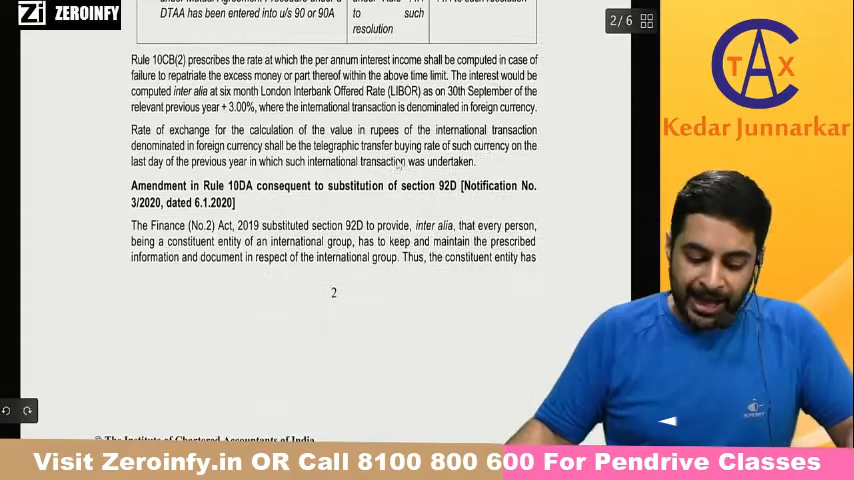 Zi ZEROINFY
under Mutual Agreement Procedure under a
DTAA has been entered into u/s 90 or 90A
to such
resolution
2/6
Rule 10CB(2) prescribes the rate at which the per annum interest income shall be computed in case of
failure to repatriate the excess money or part thereof within the above time limit. The interest would be
computed inter alia at six month London Interbank Offered Rate (LIBOR) as on 30th September of the
relevant previous year + 3.00%, where the international transaction is denominated in foreign currency.
Rate of exchange for the calculation of the value in rupees of the international transaction
denominated in foreign currency shall be the telegraphic transfer buying rate of such currency on the
last day of the previous year in which such international transaction was undertaken.
Amendment in Rule 10DA consequent to substitution of section 92D [Notification No.
3/2020, dated 6.1.2020]
The Finance (No.2) Act, 2019 substituted section 92D to provide, inter alia, that every person,
being a constituent entity of an international group, has to keep and maintain the prescribed
information and document in respect of the international group. Thus, the constituent entity has
2
© The Institute of Chartered Accountants of India
CA TAX
Kedar Junnarkar
Visit Zeroinfy.in OR Call 8100 800 600 For Pendrive Classes